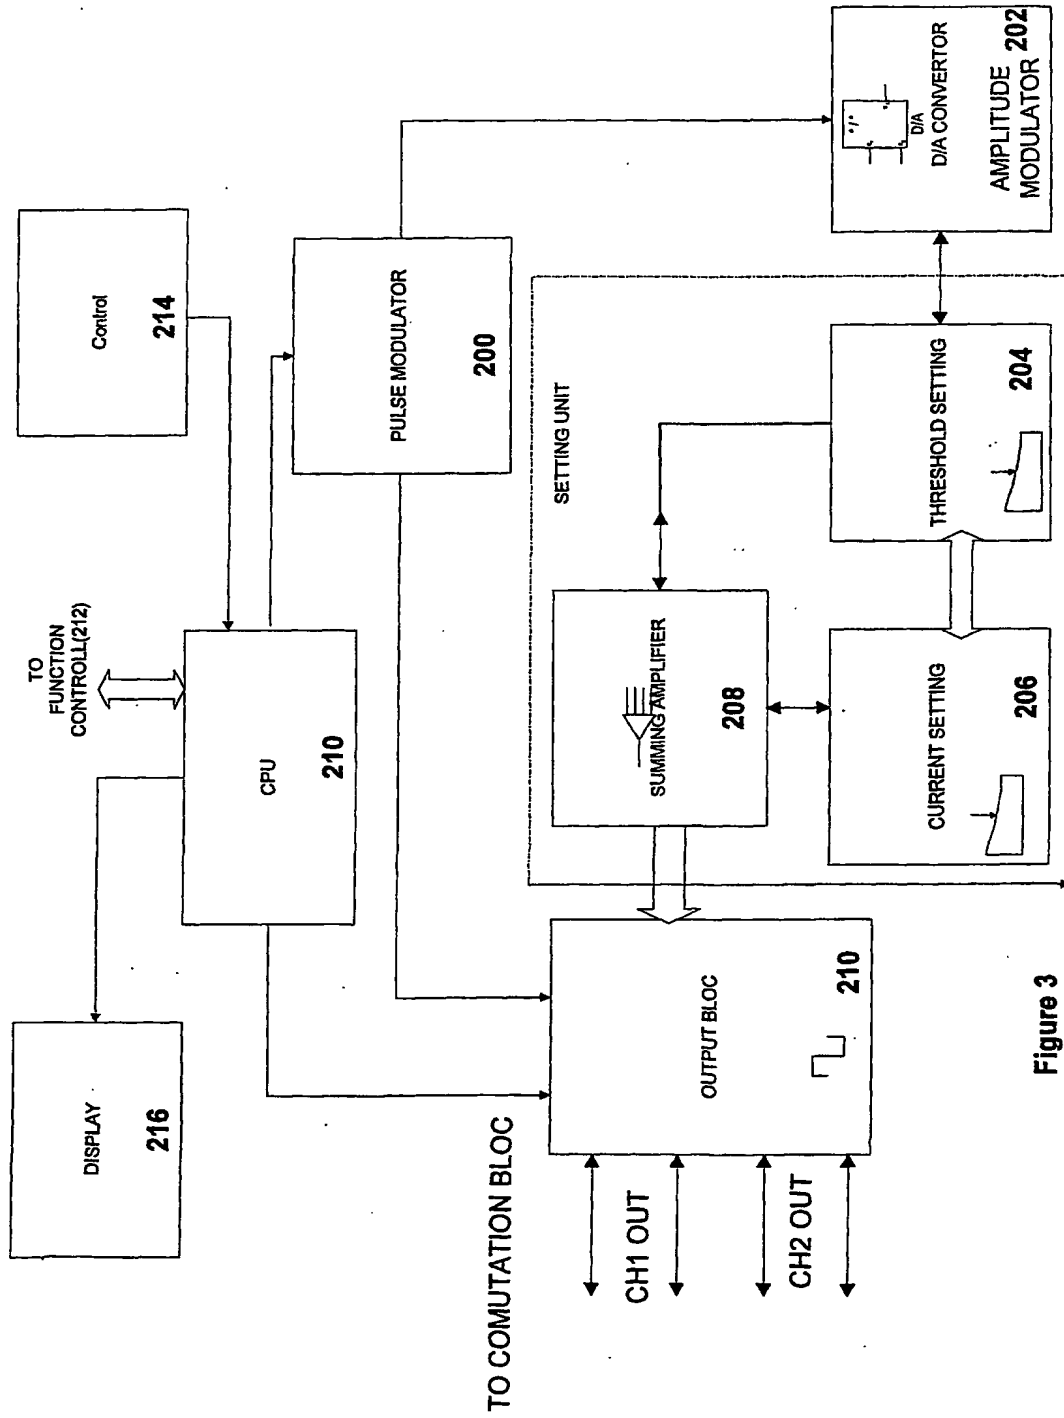 DISPLAY
216
TO
FUNCTION
CONTROLL(212)
CPU
210
Control
214
PULSE MODULATOR
200
TO COMUTATION BLOC
CH1 OUT
CH2 OUT
OUTPUT BLOC
210
SETTING UNIT
SUMMING AMPLIFIER
208
CURRENT SETTING
206
THRESHOLD SETTING
204
D/A
D/A CONVERTOR
AMPLITUDE
MODULATOR
202
Figure 3